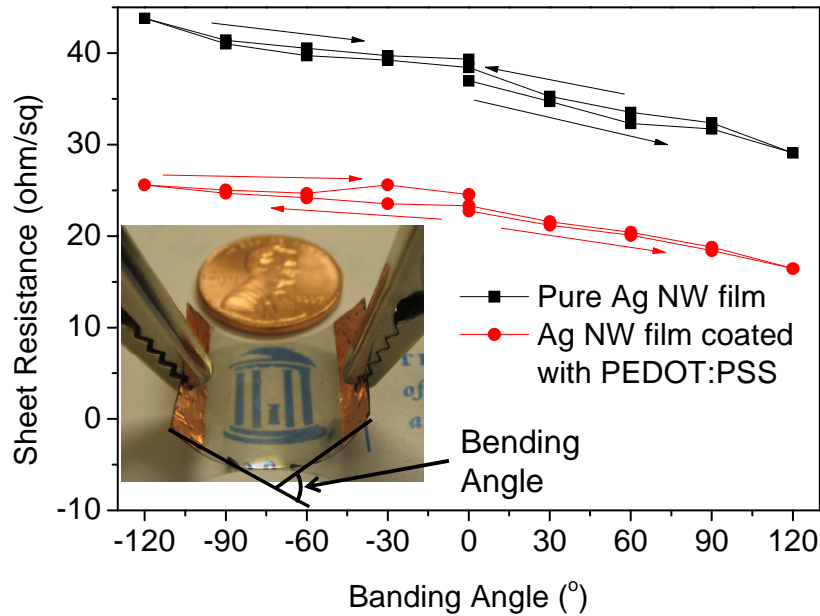 Sheet Resistance (ohm/sq)
40
30
20
10
0
-10
Pure Ag NW film
Ag NW film coated
with PEDOT:PSS
of
a
Bending
Angle
-120 -90 -60 -30 0 30 60 90 120
Banding Angle (o)